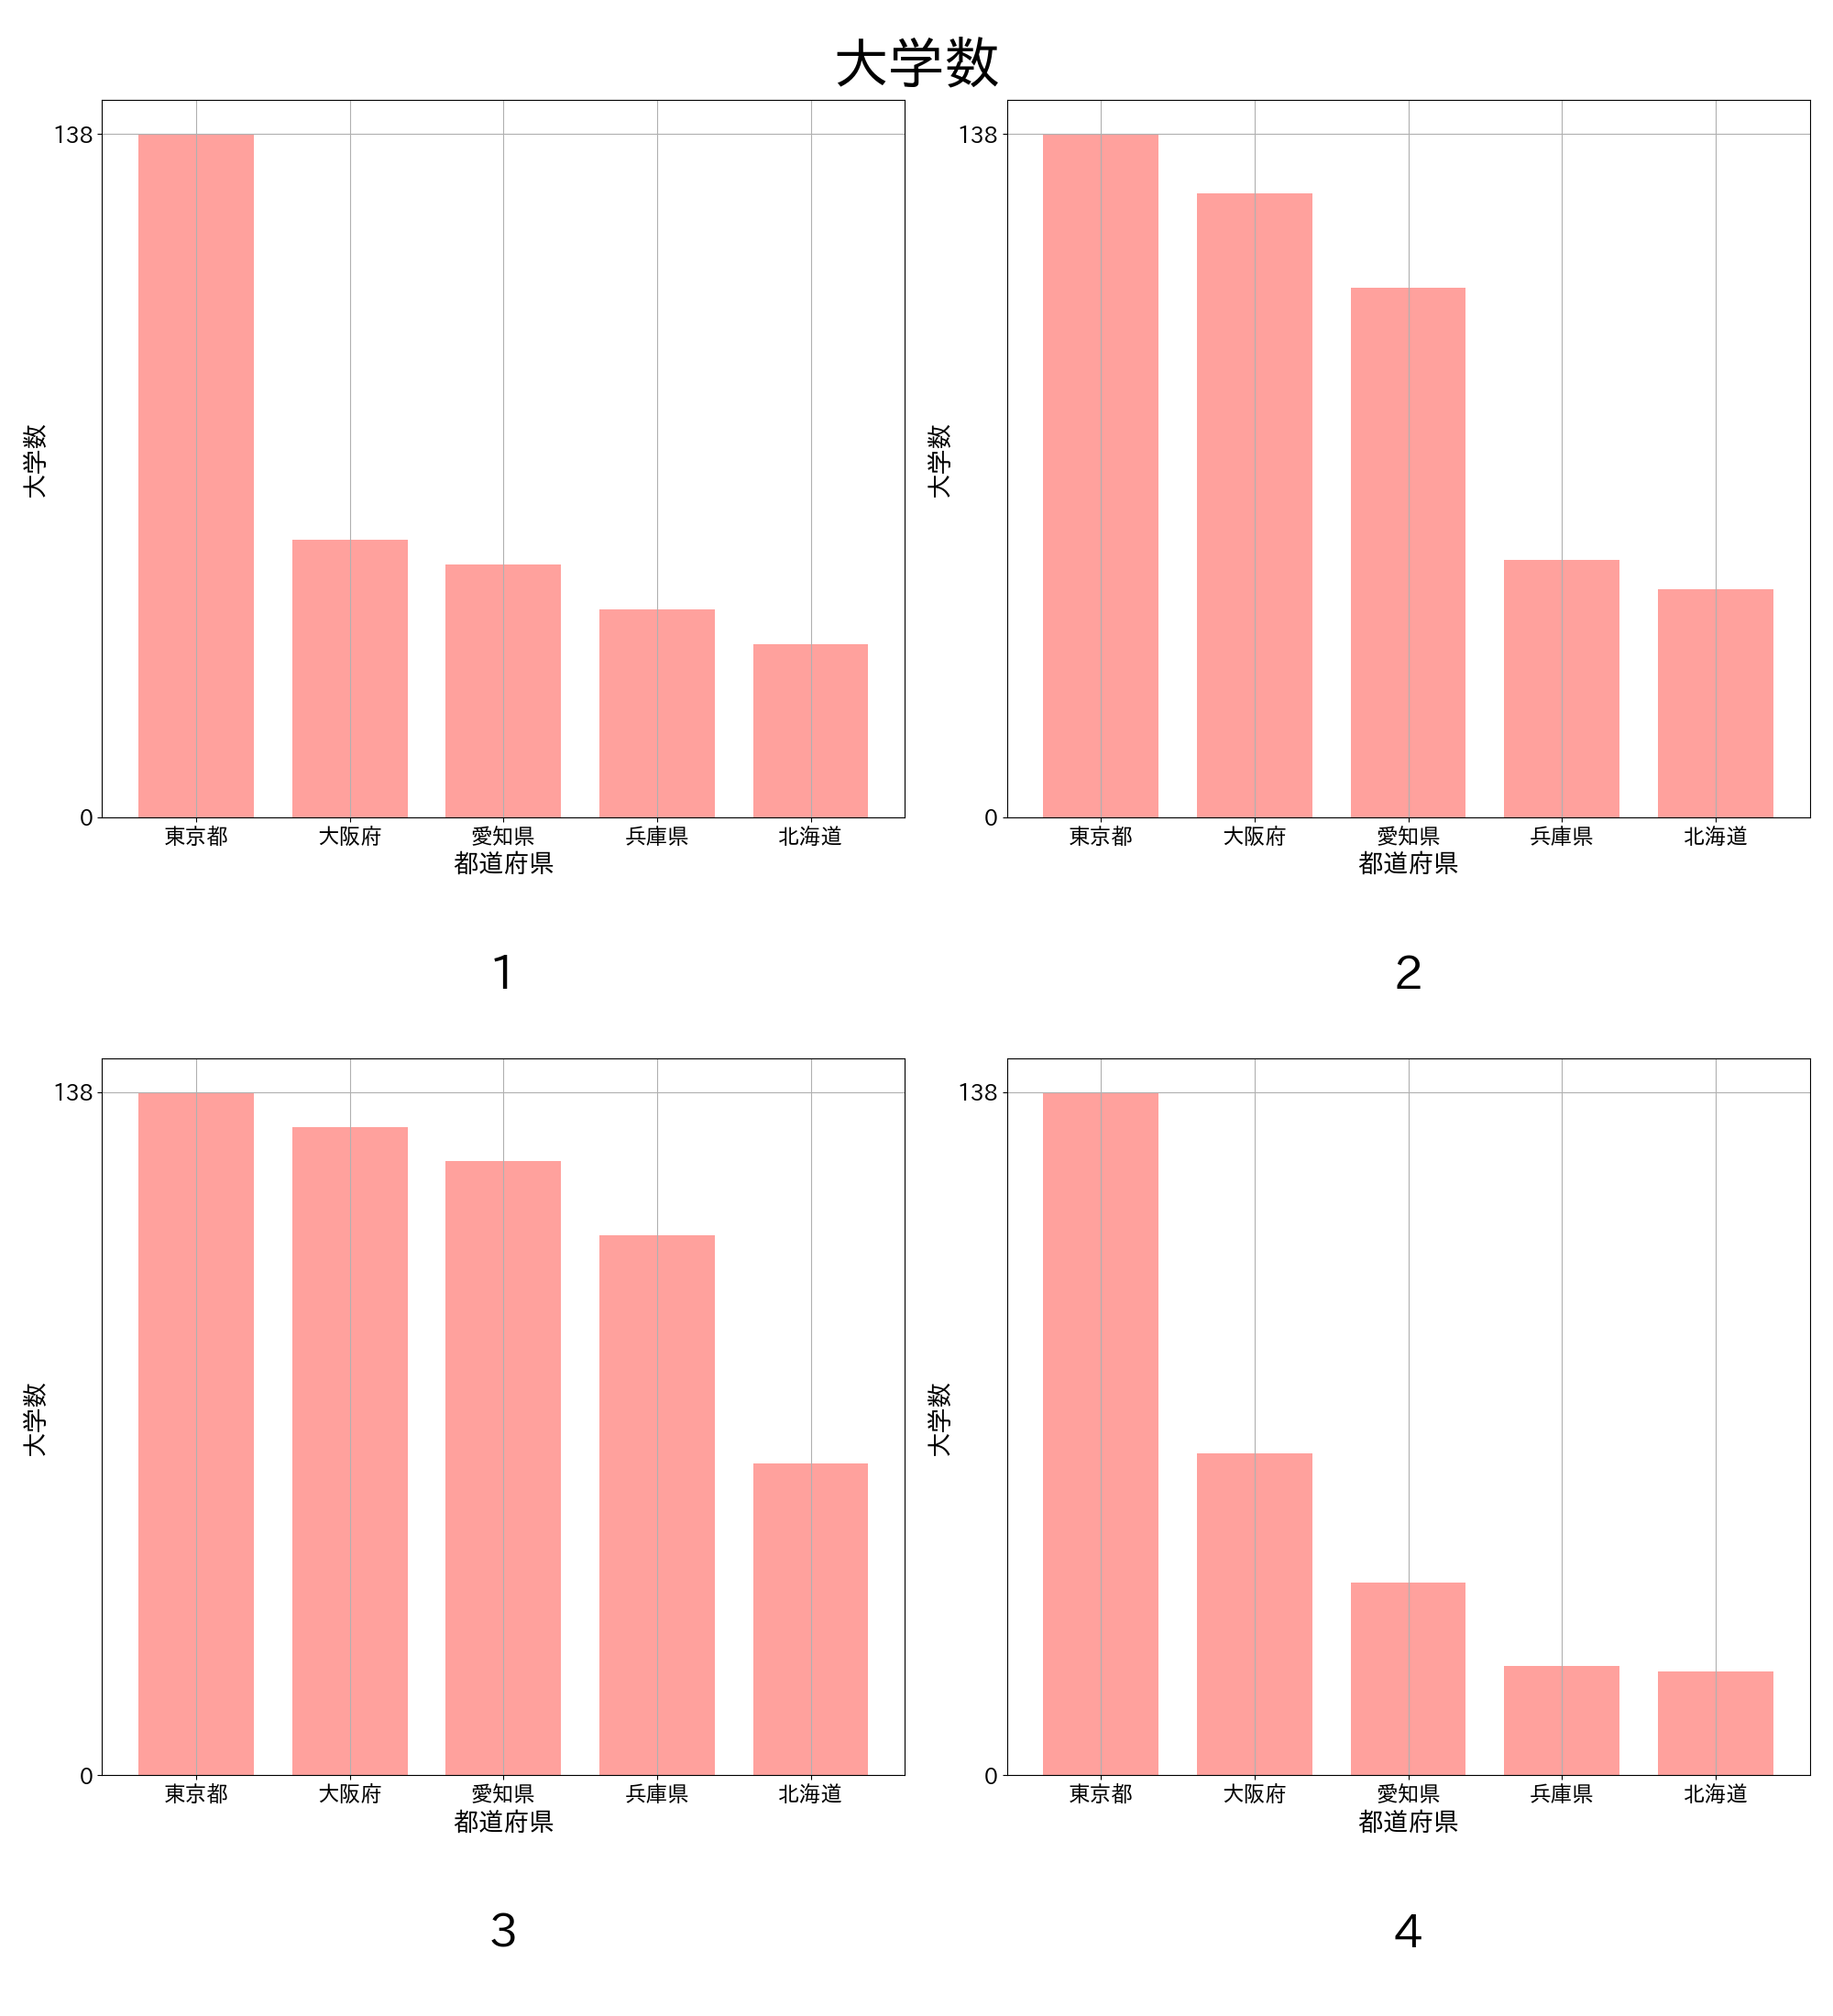 大学数
138
0
大学数
東京都 大阪府 愛知県 兵庫県 北海道
都道府県
1
138
0
大学数
東京都 大阪府 愛知県 兵庫県 北海道
都道府県
2
138
0
大学数
東京都 大阪府 愛知県 兵庫県 北海道
都道府県
3
138
0
大学数
東京都 大阪府 愛知県 兵庫県 北海道
都道府県
4